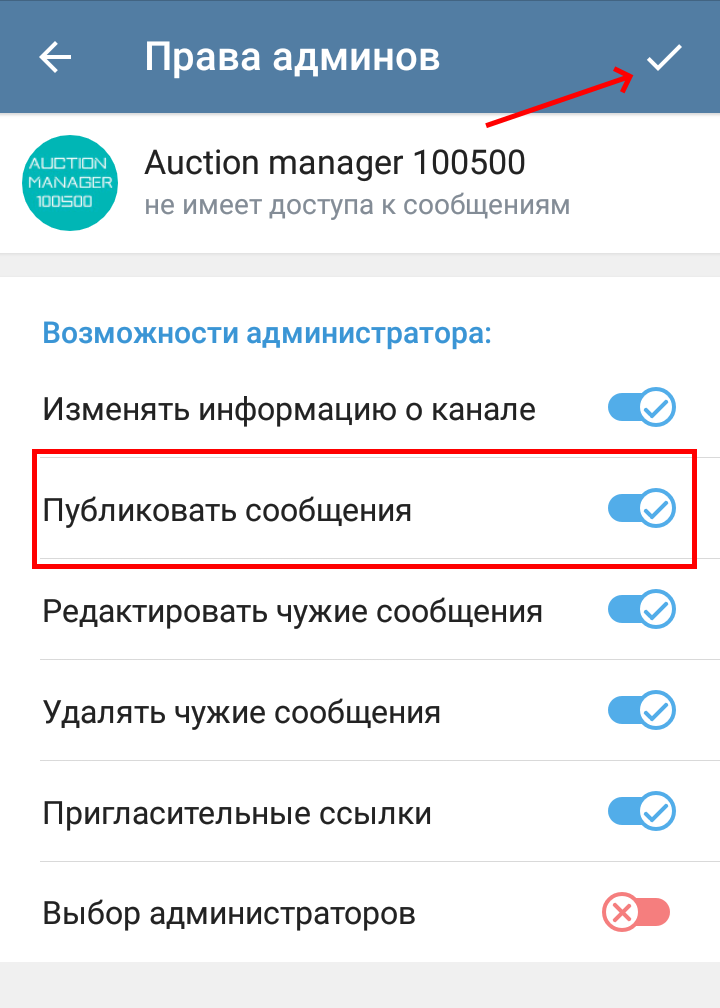 Права админов
AUCTION
MANAGER
100500
Auction manager 100500
не имеет доступа к сообщениям
Возможности администратора:
Изменять информацию о канале
Публиковать сообщения
Редактировать чужие сообщения
Удалять чужие сообщения
Пригласительные ссылки
Выбор администраторов